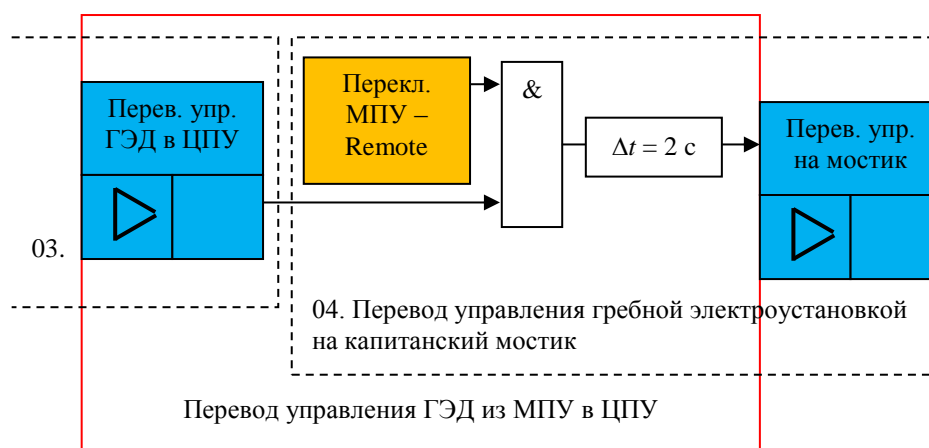 Перев. упр.
ГЭД в ЦПУ
03.
Перекл.
МПУ –
Remote
&
Δt = 2 с
Перев. упр.
на мостик
04. Перевод управления гребной электроустановкой
на капитанский мостик
Перевод управления ГЭД из МПУ в ЦПУ